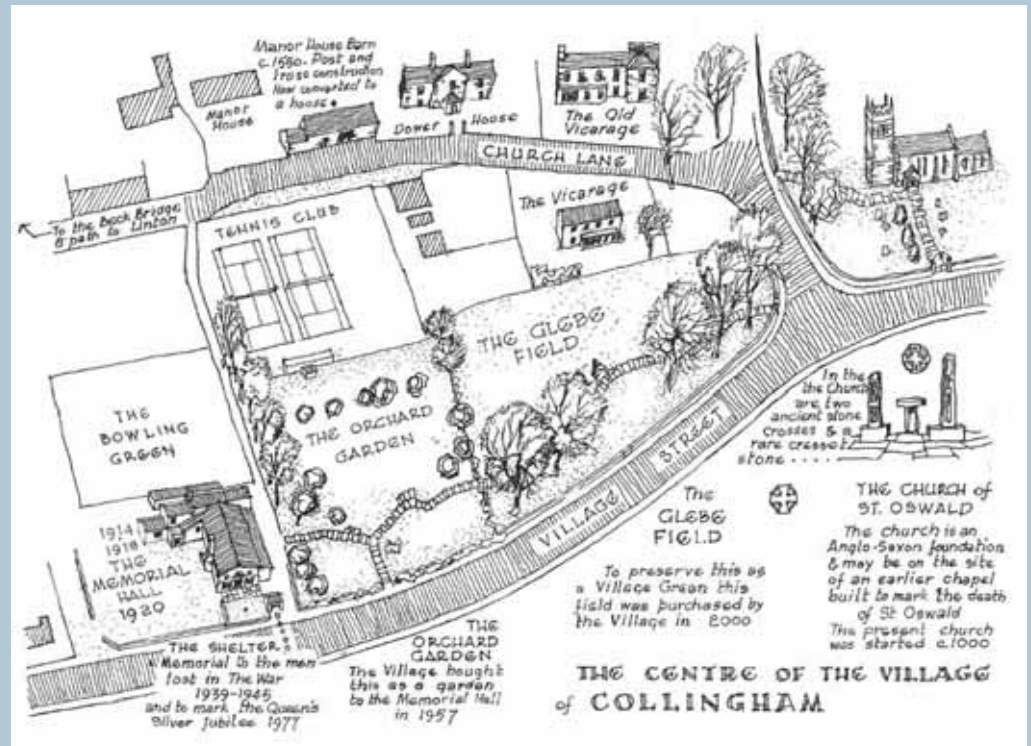 Manor House Barn
c.1550. Post and
Truss construction
Now converted to
a house.
Manor
House
Dower House
The Old
Vicarage
CHURCH LANE
To the Beck Bridge
& path to Linton
TENNIS CLUB
The Vicarage
THE GLEBE
FIELD
THE
BOWLING
GREEN
THE ORCHARD
GARDEN
In the
the Church
are two
ancient stone
crosses & a
rare cresset
stone ....
VILLAGE STREET
1914
1918
THE
MEMORIAL
HALL
1920
The
GLEBE
FIELD
To preserve this as
a Village Green this
field was purchased by
the Village in 2000
THE CHURCH of
ST. OSWALD
The church is an
Anglo-Saxon foundation
& may be on the site
of an earlier chapel
built to mark the death
of St Oswald
The present church
was started c.1000
THE SHELTER
Memorial to the men
lost in The War
1939-1945
and to mark the Queen's
Silver Jubilee 1977
THE
ORCHARD
GARDEN
The Village bought
this as a garden
to the Memorial Hall
in 1957
THE CENTRE OF THE VILLAGE
of COLLINGHAM